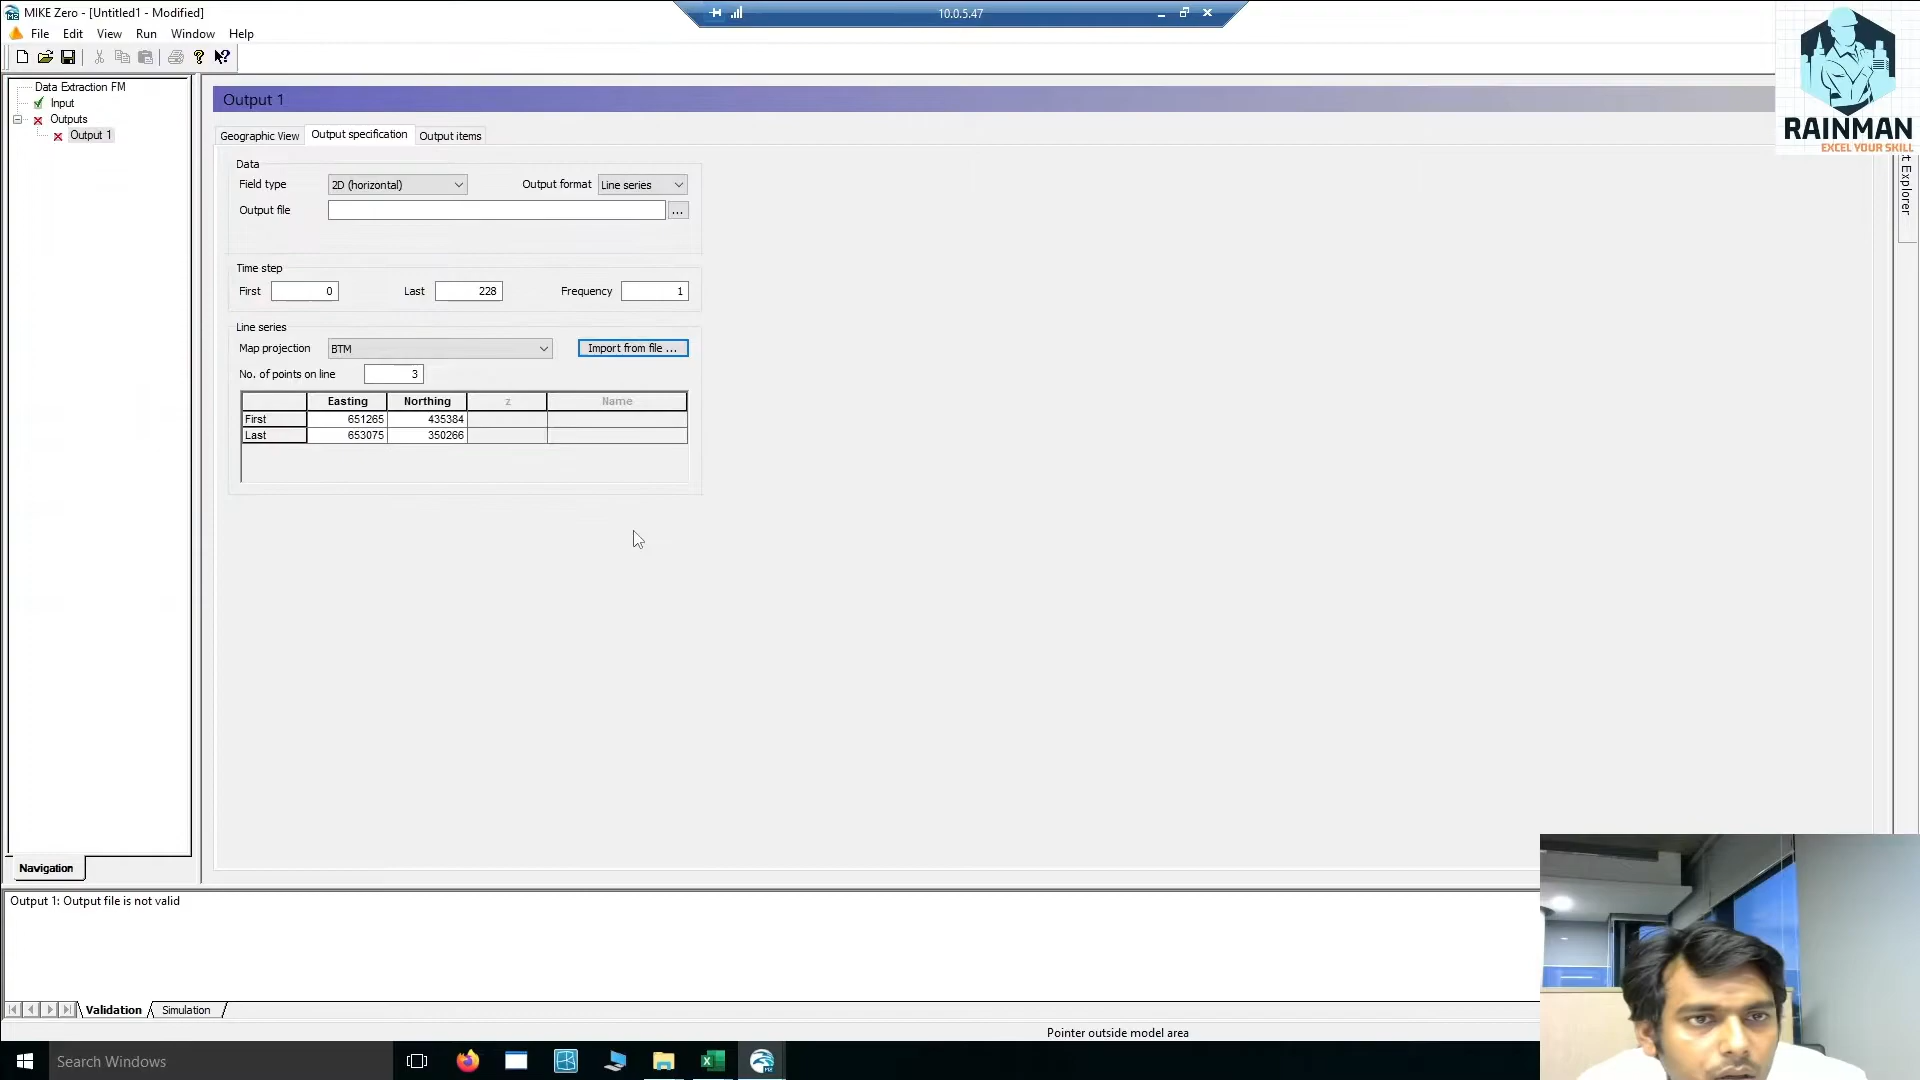 MIKE Zero - [Untitled1 - Modified]
10.0.5.47
File Edit View Run Window Help
RAINMAN
EXCEL YOUR SKILL
Data Extraction FM
Input
Outputs
Output 1
Navigation
Output 1
Geographic View Output specification Output items
Data
Field type 2D (horizontal) Output format Line series
Output file ...
Time step
First 0 Last 228 Frequency 1
Line series
Map projection BTM Import from file ...
No. of points on line 3
Easting Northing z Name
First 651265 435384
Last 653075 350266
t Explorer
Output 1: Output file is not valid
Validation Simulation
Pointer outside model area
Search Windows